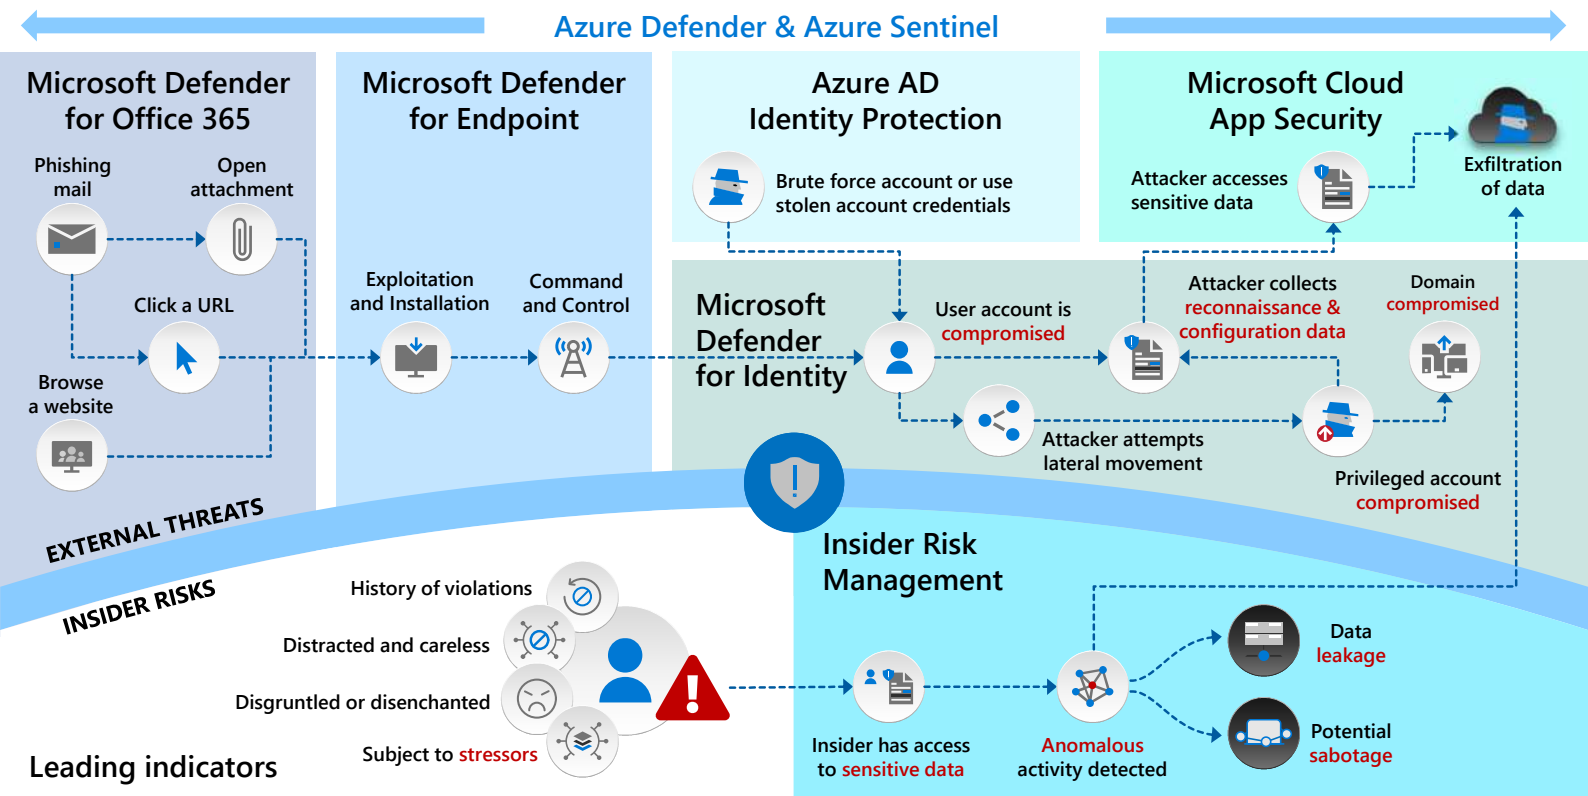 Azure Defender & Azure Sentinel
Microsoft Defender
for Office 365
Phishing
mail
Open
attachment
Click a URL
Browse
a website
Microsoft Defender
for Endpoint
Exploitation
and Installation
Command
and Control
Azure AD
Identity Protection
Brute force account or use
stolen account credentials
Microsoft Cloud
App Security
Attacker accesses
sensitive data
Exfiltration
of data
Microsoft
Defender
for Identity
User account is
compromised
Attacker collects
reconnaissance &
configuration data
Domain
compromised
Attacker attempts
lateral movement
Privileged account
compromised
EXTERNAL THREATS
INSIDER RISKS
History of violations
Distracted and careless
Disgruntled or disenchanted
Subject to stressors
Leading indicators
Insider Risk
Management
Insider has access
to sensitive data
Anomalous
activity detected
Data
leakage
Potential
sabotage